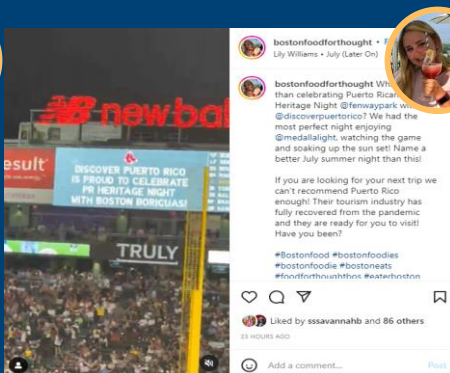 bostonfoodforthought •
Lily Williams • July (Later On)
new bal
esult
DISCOVER PUERTO RICO
IS PROUD TO CELEBRATE
PR HERITAGE NIGHT
WITH BOSTON BORICUAS!
TRULY
bostonfoodforthought
than celebrating Puerto Rican
Heritage Night @fenwaypark
@discoverpuertorico? We had the
most perfect night enjoying
@medallalight, watching the game
and soaking up the sun set! Name a
better July summer night than this!
If you are looking for your next trip we
can't recommend Puerto Rico
enough! Their tourism industry has
fully recovered from the pandemic
and they are ready for you to visit!
Have you been?
#Bostonfood #bostonfoodies
#bostonfoodie #bostoneats
#foodforthoughtbos #eaterboston
Liked by sssavannahb and 86 others
23 HOURS AGO
Add a comment...
Post